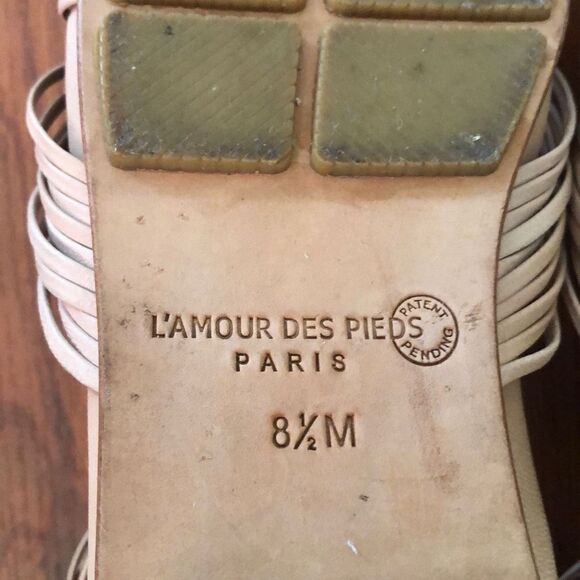 L'AMOUR DES PIEDS
PARIS
PATENT
PENDING
8½M